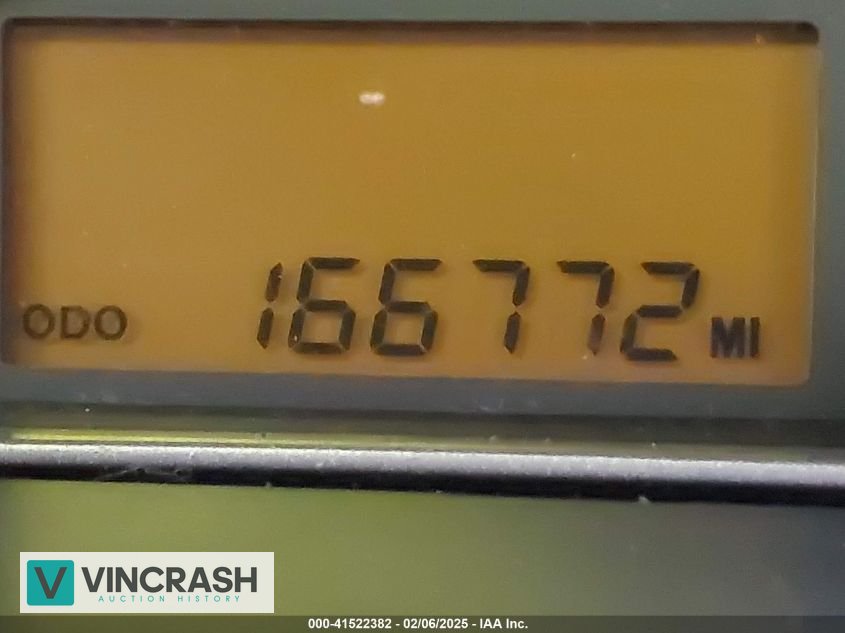 ODO 166772 MI
VINCRASH
AUCTION HISTORY
000-41522382 - 02/06/2025 - IAA Inc.